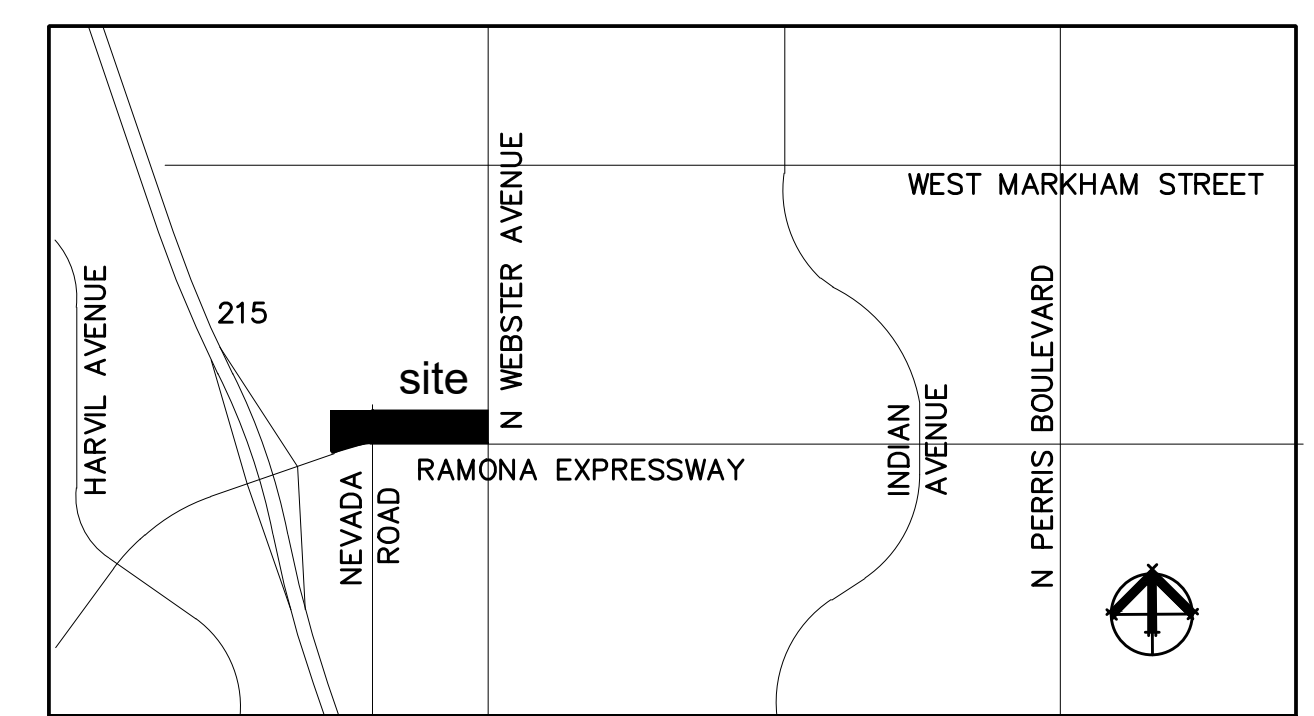 N WEBSTER AVENUE
WEST MARKHAM STREET
HARVIL AVENUE
215
site
N PERRIS BOULEVARD
INDIAN
AVENUE
RAMONA EXPRESSWAY
NEVADA
ROAD